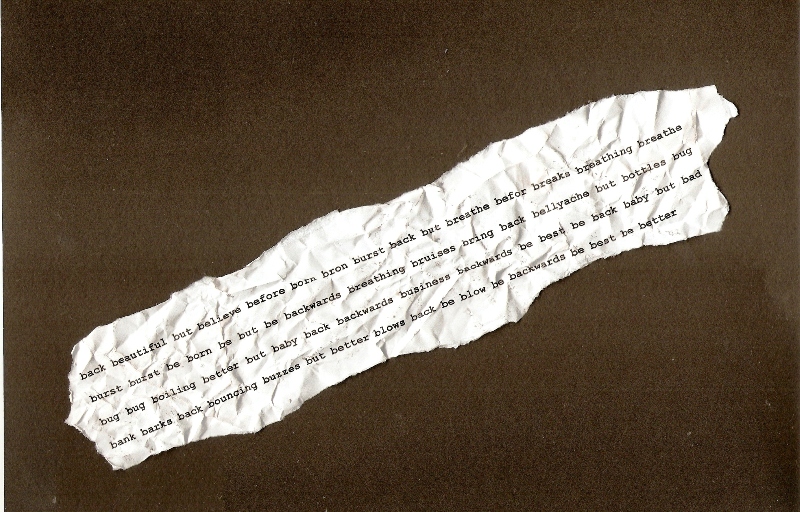 back beautiful but believe before born bron burst back but breathe befor breaks breathing breathe
burst burst be born be but be backwards breathing bruises bring back bellyache but bottles bug
bug bug boiling better but baby back backwards business backwards be best be back baby but bad
bank barks back bouncing buzzes but better blows back be blow be backwards be best be better